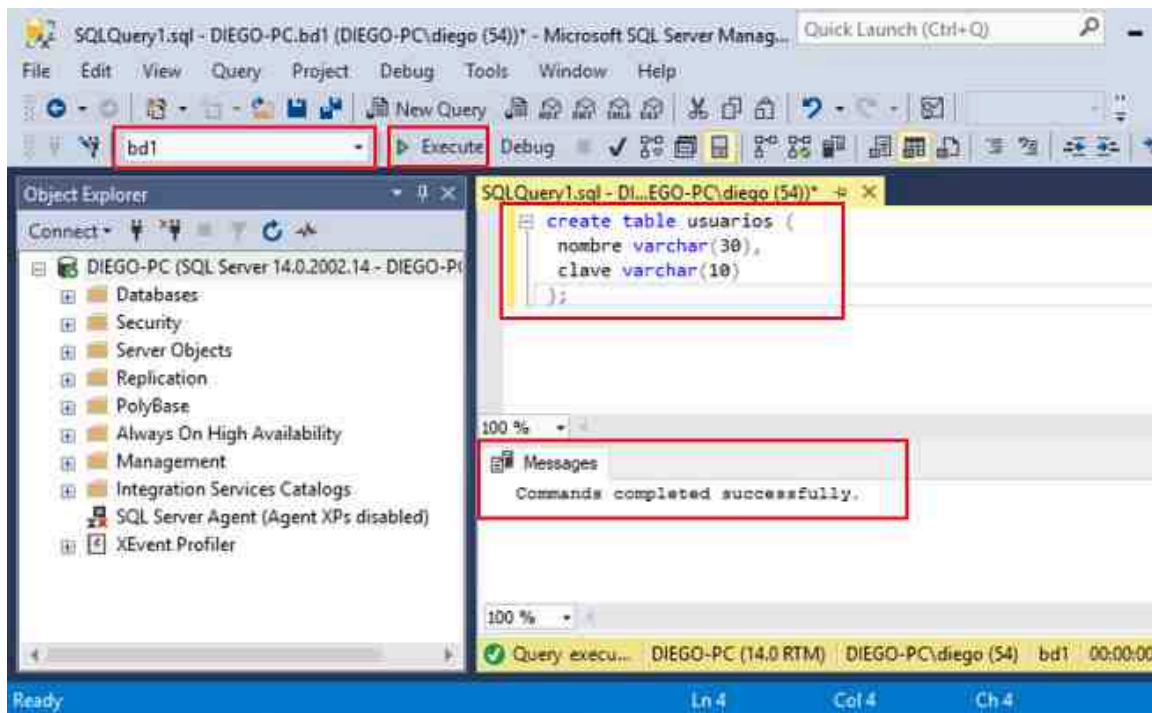 SQLQuery1.sql - DIEGO-PC.bd1 (DIEGO-PC\diego (54))* - Microsoft SQL Server Manag... Quick Launch (Ctrl+Q)
File Edit View Query Project Debug Tools Window Help
New Query
bd1 Execute Debug
Object Explorer
SQLQuery1.sql - DI...EGO-PC\diego (54))*
Connect
DIEGO-PC (SQL Server 14.0.2002.14 - DIEGO-P
Databases
Security
Server Objects
Replication
PolyBase
Always On High Availability
Management
Integration Services Catalogs
SQL Server Agent (Agent XPs disabled)
XEvent Profiler
create table usuarios (
nombre varchar(30),
clave varchar(10)
);
100 %
Messages
Commands completed successfully.
100 %
Query execu... DIEGO-PC (14.0 RTM) DIEGO-PC\diego (54) bd1 00:00:00
Ready Ln 4 Col 4 Ch 4